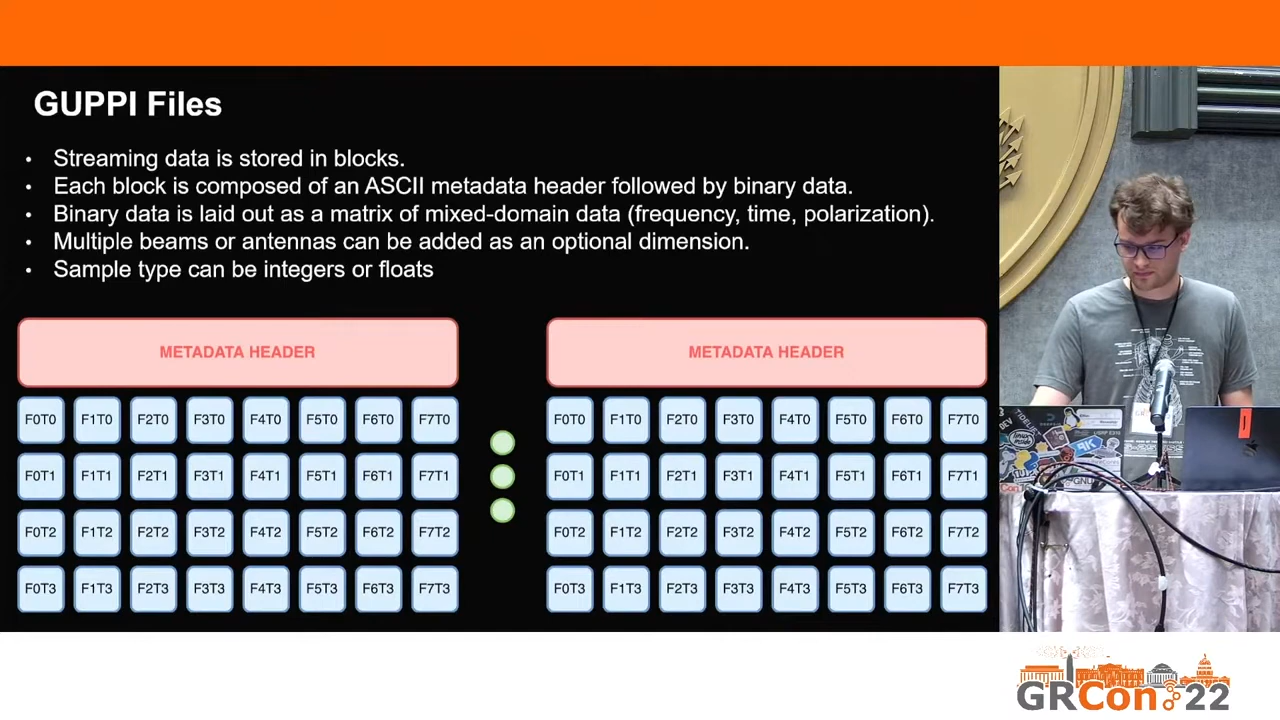 GUPPI Files
• Streaming data is stored in blocks.
• Each block is composed of an ASCII metadata header followed by binary data.
• Binary data is laid out as a matrix of mixed-domain data (frequency, time, polarization).
• Multiple beams or antennas can be added as an optional dimension.
• Sample type can be integers or floats
METADATA HEADER
F0T0 F1T0 F2T0 F3T0 F4T0 F5T0 F6T0 F7T0
F0T1 F1T1 F2T1 F3T1 F4T1 F5T1 F6T1 F7T1
F0T2 F1T2 F2T2 F3T2 F4T2 F5T2 F6T2 F7T2
F0T3 F1T3 F2T3 F3T3 F4T3 F5T3 F6T3 F7T3
METADATA HEADER
F0T0 F1T0 F2T0 F3T0 F4T0 F5T0 F6T0 F7T0
F0T1 F1T1 F2T1 F3T1 F4T1 F5T1 F6T1 F7T1
F0T2 F1T2 F2T2 F3T2 F4T2 F5T2 F6T2 F7T2
F0T3 F1T3 F2T3 F3T3 F4T3 F5T3 F6T3 F7T3
GRCon 22